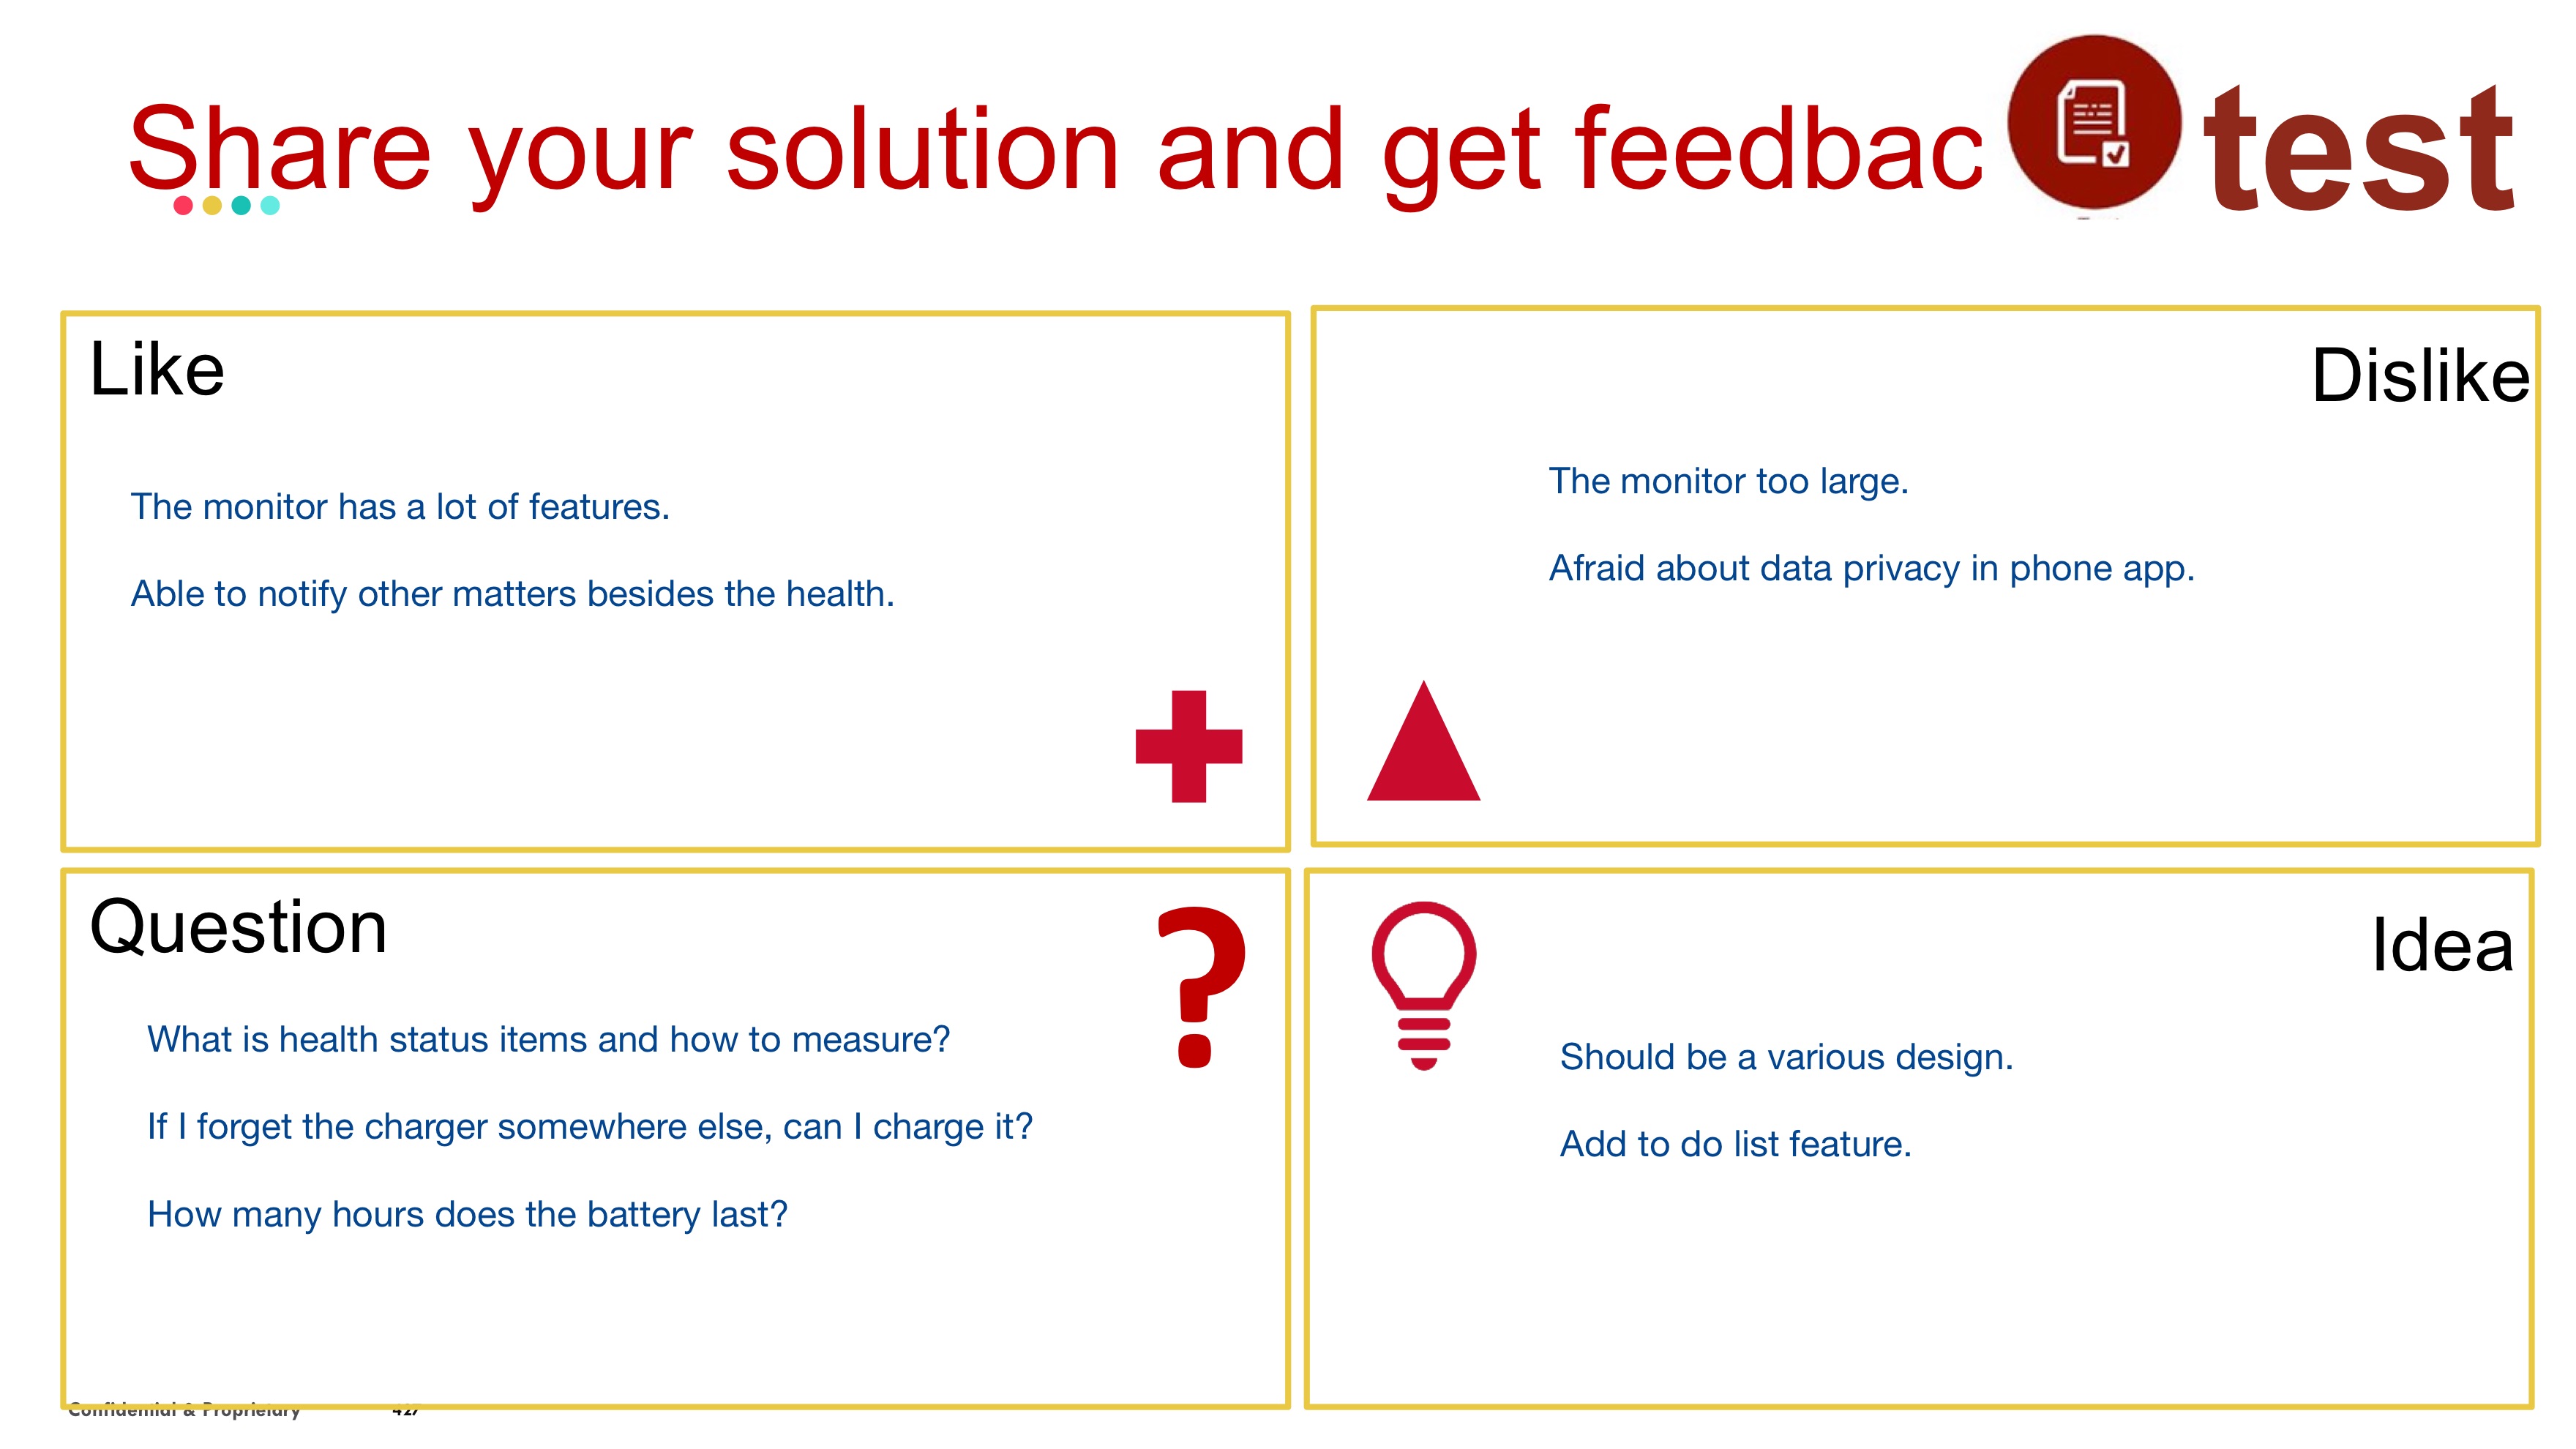 Share your solution and get feedbac
test
Like
The monitor has a lot of features.
Able to notify other matters besides the health.
Dislike
The monitor too large.
Afraid about data privacy in phone app.
Question
?
What is health status items and how to measure?
If I forget the charger somewhere else, can I charge it?
How many hours does the battery last?
Idea
Should be a various design.
Add to do list feature.
Confidential & Proprietary
427